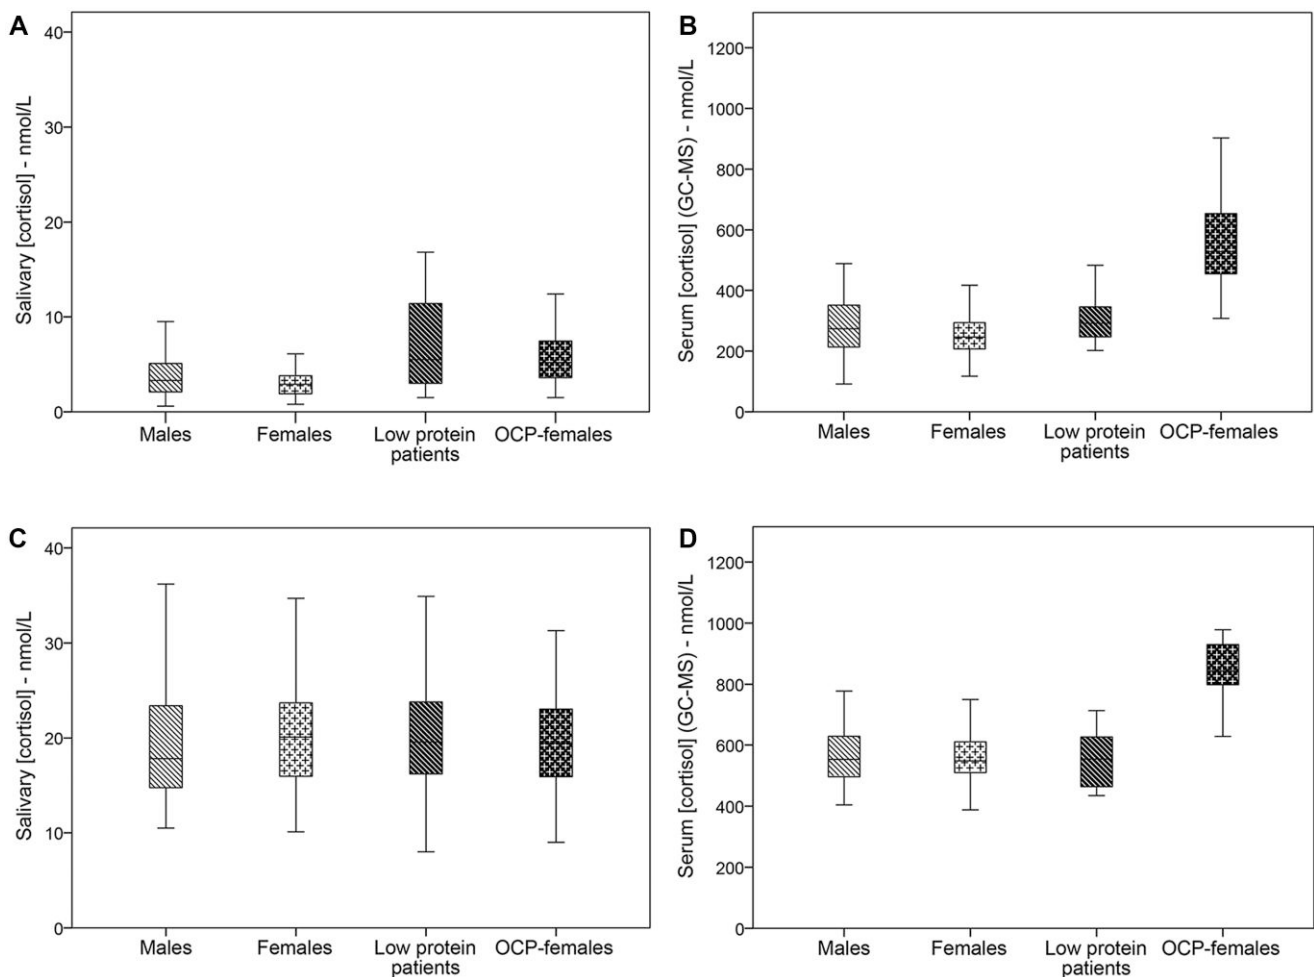 A
Salivary [cortisol] - nmol/L
40
30
20
10
0
Males
Females
Low protein
patients
OCP-females
B
Serum [cortisol] (GC-MS) - nmol/L
1200
1000
800
600
400
200
0
Males
Females
Low protein
patients
OCP-females
C
Salivary [cortisol] - nmol/L
40
30
20
10
0
Males
Females
Low protein
patients
OCP-females
D
Serum [cortisol] (GC-MS) - nmol/L
1200
1000
800
600
400
200
0
Males
Females
Low protein
patients
OCP-females